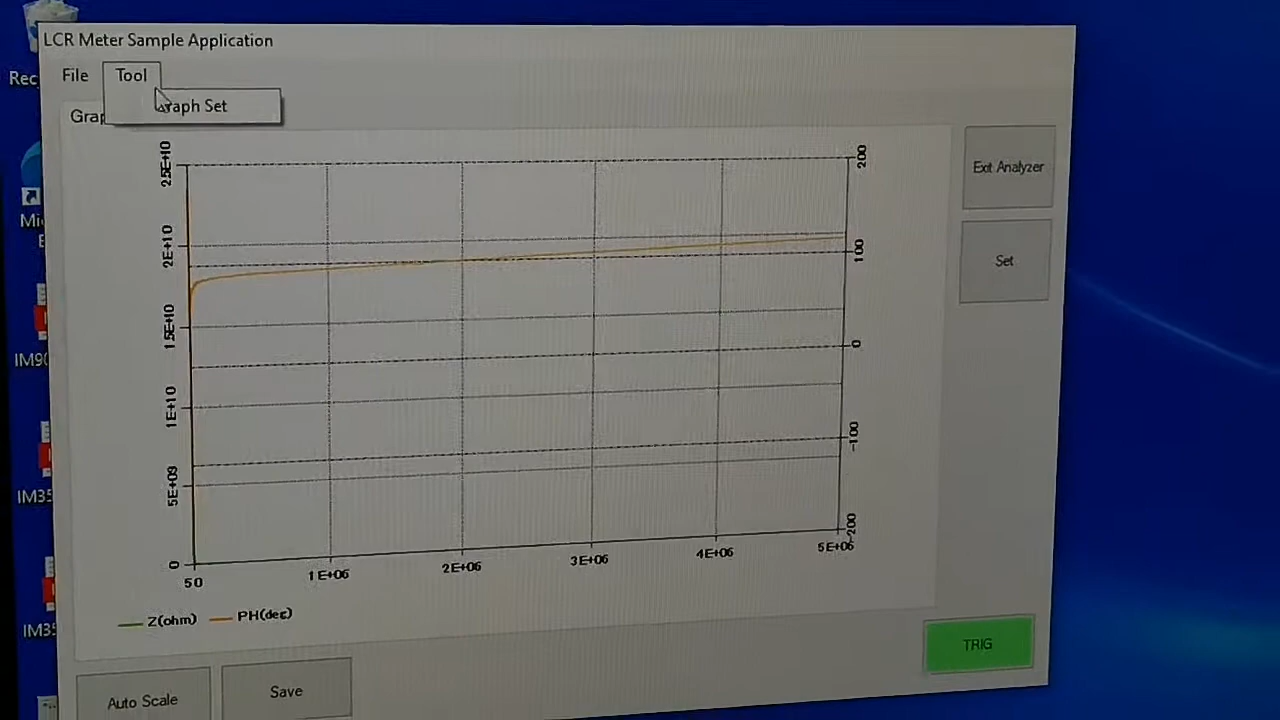 LCR Meter Sample Application
File Tool
Graph Set
Exit Analyzer
Set
2.5E+10
2E+10
1.5E+10
1E+10
5E+09
0
200
100
0
-100
-200
50 1E+06 2E+06 3E+06 4E+06 5E+06
Z(ohm) PH(deg)
TRIG
Auto Scale
Save